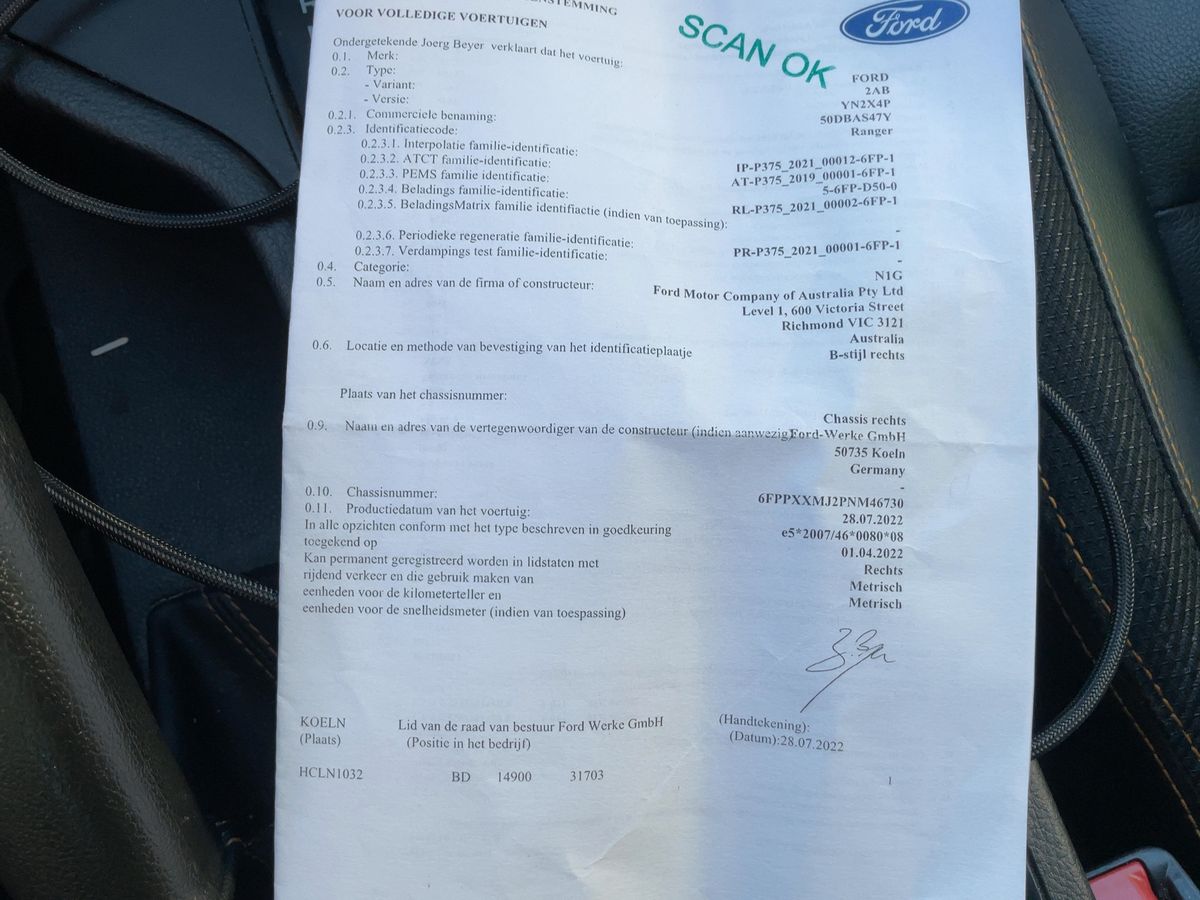 STEMMING
VOOR VOLLEDIGE VOERTUIGEN
Ford
SCAN OK
Ondergetekende Joerg Beyer verklaart dat het voertuig:
0.1. Merk: FORD
0.2. Type: 2AB
- Variant: YN2X4P
- Versie: 50DBAS47Y
0.2.1. Commerciele benaming: Ranger
0.2.3. Identificatiecode:
0.2.3.1. Interpolatie familie-identificatie: IP-P375_2021_00012-6FP-1
0.2.3.2. ATCT familie-identificatie: AT-P375_2019_00001-6FP-1
0.2.3.3. PEMS familie identificatie: 5-6FP-D50-0
0.2.3.4. Beladings familie-identificatie: RL-P375_2021_00002-6FP-1
0.2.3.5. BeladingsMatrix familie identifiactie (indien van toepassing):
-
0.2.3.6. Periodieke regeneratie familie-identificatie: PR-P375_2021_00001-6FP-1
0.2.3.7. Verdampings test familie-identificatie: -
0.4. Categorie: N1G
0.5. Naam en adres van de firma of constructeur: Ford Motor Company of Australia Pty Ltd
Level 1, 600 Victoria Street
Richmond VIC 3121
Australia
0.6. Locatie en methode van bevestiging van het identificatieplaatje B-stijl rechts
Plaats van het chassisnummer: Chassis rechts
0.9. Naam en adres van de vertegenwoordiger van de constructeur (indien aanwezig Ford-Werke GmbH
50735 Koeln
Germany
-
0.10. Chassisnummer: 6FPPXXMJ2PNM46730
0.11. Productiedatum van het voertuig: 28.07.2022
In alle opzichten conform met het type beschreven in goedkeuring e5*2007/46*0080*08
toegekend op 01.04.2022
Kan permanent geregistreerd worden in lidstaten met Rechts
rijdend verkeer en die gebruik maken van
eenheden voor de kilometerteller en Metrisch
eenheden voor de snelheidsmeter (indien van toespassing) Metrisch
KOELN Lid van de raad van bestuur Ford Werke GmbH (Handtekening):
(Plaats) (Positie in het bedrijf) (Datum):28.07.2022
HCLN1032 BD 14900 31703 1